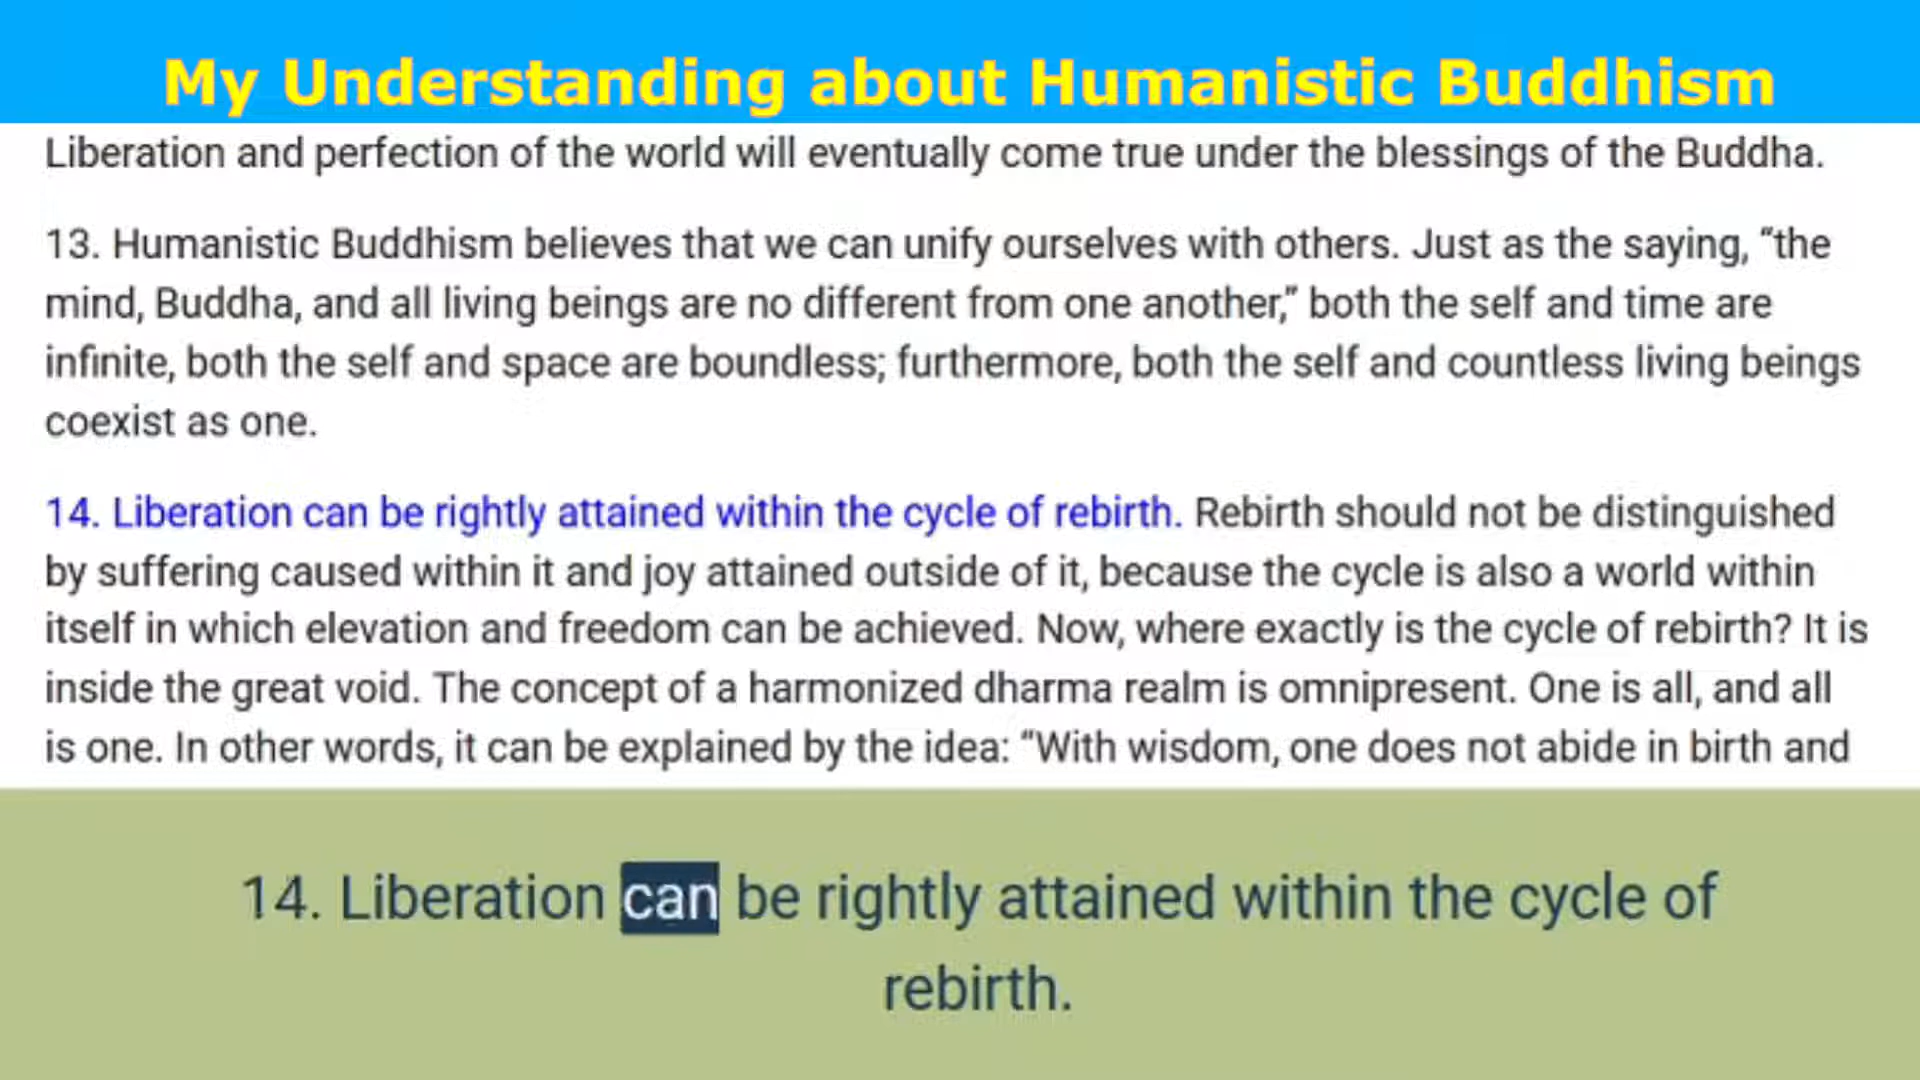 My Understanding about Humanistic Buddhism
Liberation and perfection of the world will eventually come true under the blessings of the Buddha.
13. Humanistic Buddhism believes that we can unify ourselves with others. Just as the saying, “the
mind, Buddha, and all living beings are no different from one another,” both the self and time are
infinite, both the self and space are boundless; furthermore, both the self and countless living beings
coexist as one.
14. Liberation can be rightly attained within the cycle of rebirth. Rebirth should not be distinguished
by suffering caused within it and joy attained outside of it, because the cycle is also a world within
itself in which elevation and freedom can be achieved. Now, where exactly is the cycle of rebirth? It is
inside the great void. The concept of a harmonized dharma realm is omnipresent. One is all, and all
is one. In other words, it can be explained by the idea: “With wisdom, one does not abide in birth and
14. Liberation can be rightly attained within the cycle of
rebirth.